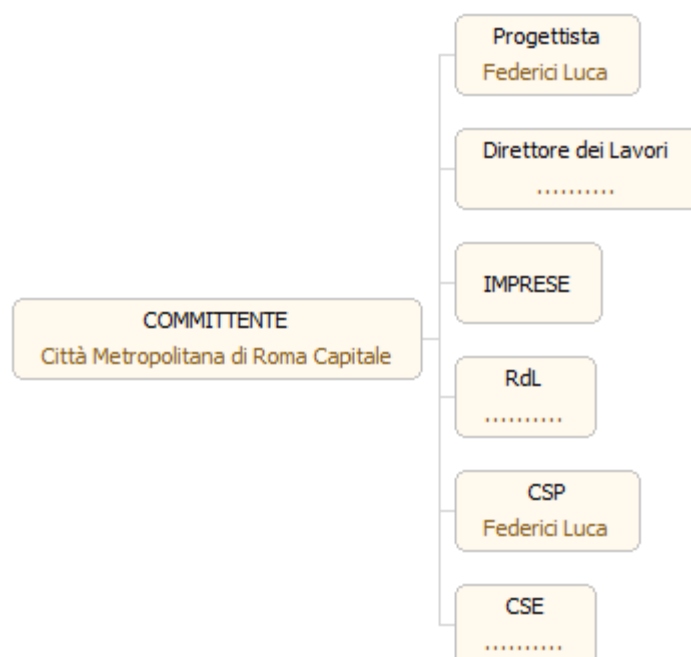 Progettista
Federici Luca
Direttore dei Lavori
..........
IMPRESE
COMMITTENTE
Città Metropolitana di Roma Capitale
RdL
..........
CSP
Federici Luca
CSE
..........